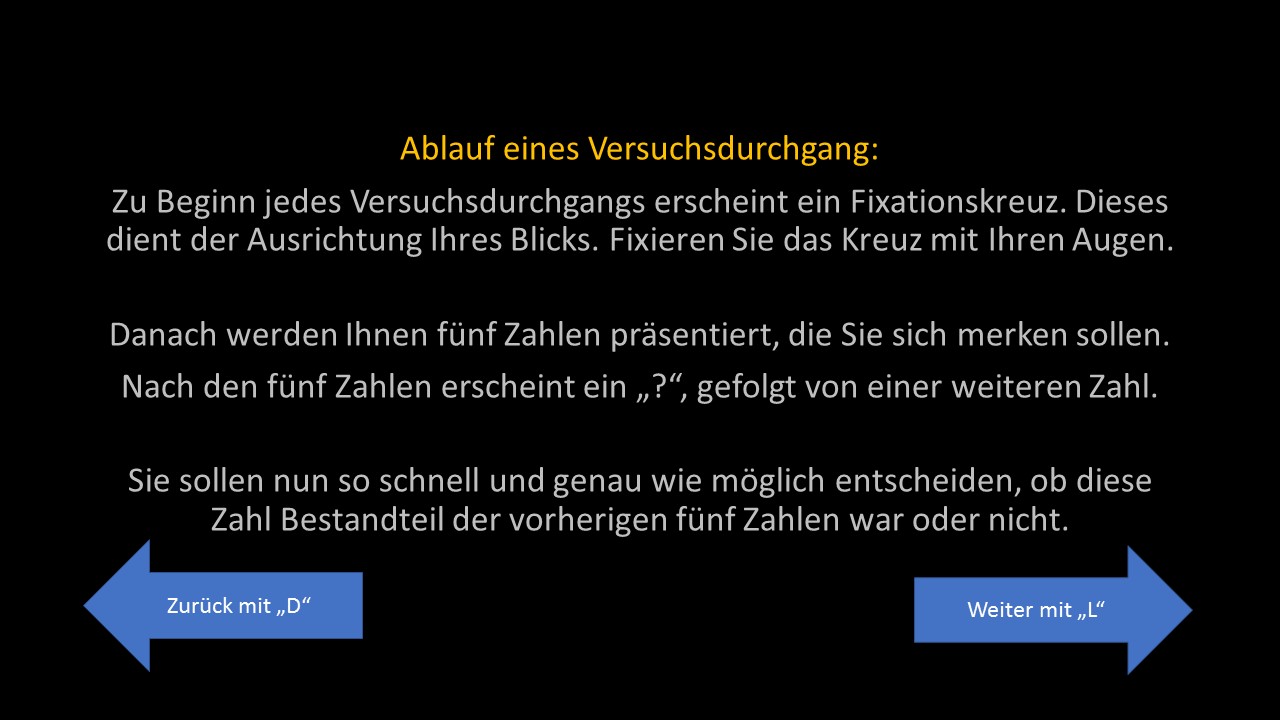 Ablauf eines Versuchsdurchgang:
Zu Beginn jedes Versuchsdurchgangs erscheint ein Fixationskreuz. Dieses
dient der Ausrichtung Ihres Blicks. Fixieren Sie das Kreuz mit Ihren Augen.
Danach werden Ihnen fünf Zahlen präsentiert, die Sie sich merken sollen.
Nach den fünf Zahlen erscheint ein „?“, gefolgt von einer weiteren Zahl.
Sie sollen nun so schnell und genau wie möglich entscheiden, ob diese
Zahl Bestandteil der vorherigen fünf Zahlen war oder nicht.
Zurück mit „D“
Weiter mit „L“